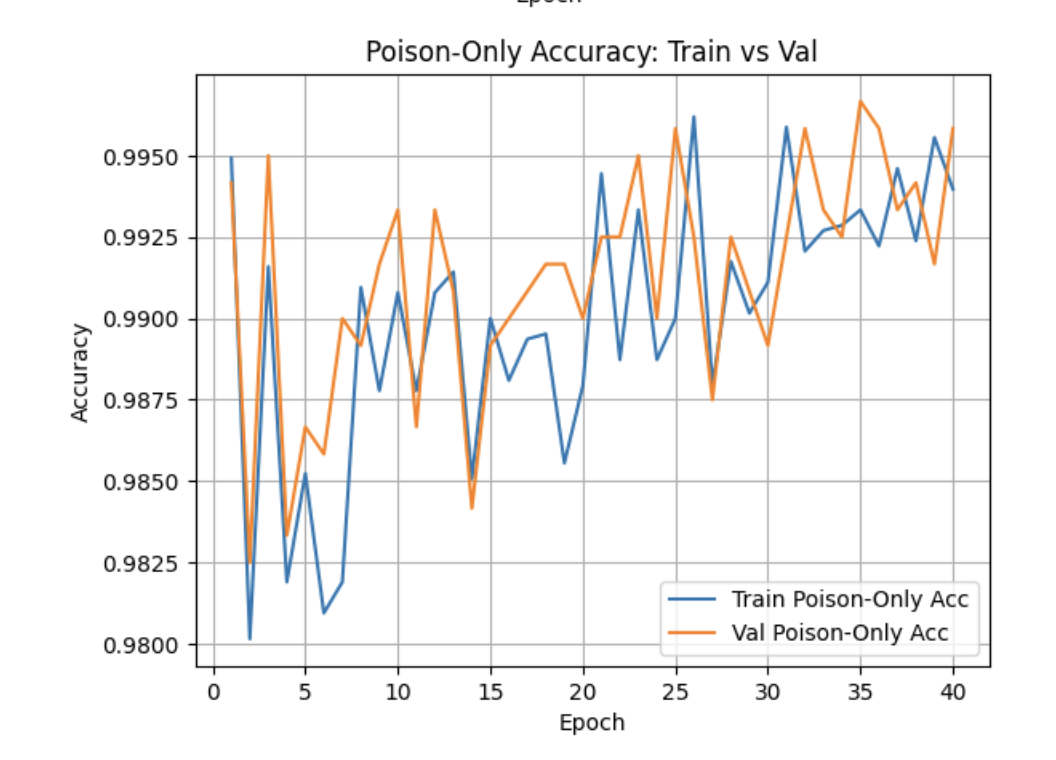 Epoch
Poison-Only Accuracy: Train vs Val
0.9950
0.9925
0.9900
0.9875
0.9850
0.9825
0.9800
Accuracy
Train Poison-Only Acc
Val Poison-Only Acc
0 5 10 15 20 25 30 35 40
Epoch